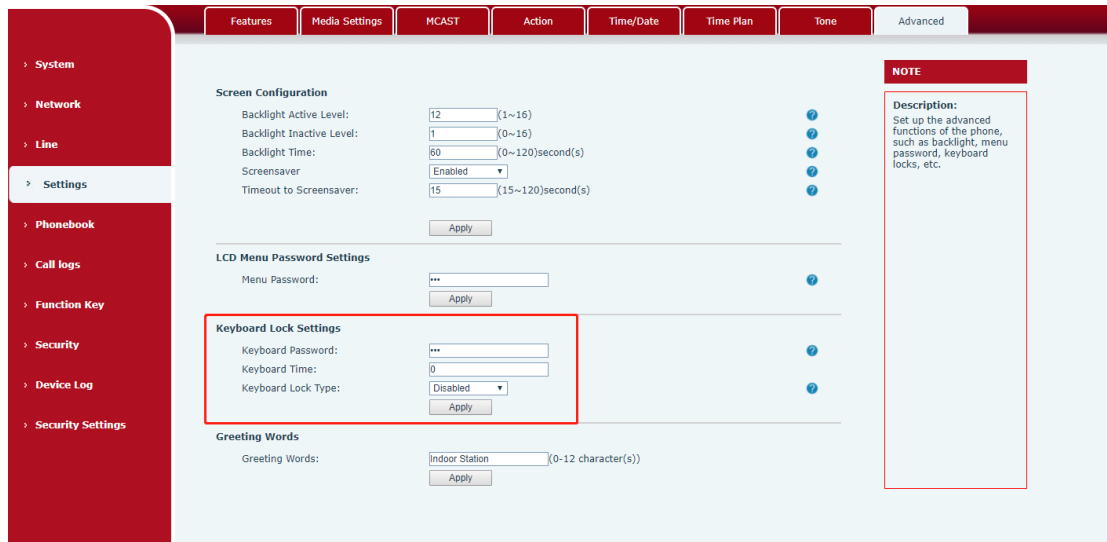 Features Media Settings MCAST Action Time/Date Time Plan Tone Advanced
› System
› Network
› Line
› Settings
› Phonebook
› Call logs
› Function Key
› Security
› Device Log
› Security Settings
Screen Configuration
Backlight Active Level: 12 (1~16)
Backlight Inactive Level: 1 (0~16)
Backlight Time: 60 (0~120)second(s)
Screensaver Enabled
Timeout to Screensaver: 15 (15~120)second(s)
Apply
LCD Menu Password Settings
Menu Password: •••
Apply
Keyboard Lock Settings
Keyboard Password: •••
Keyboard Time: 0
Keyboard Lock Type: Disabled
Apply
Greeting Words
Greeting Words: Indoor Station (0-12 character(s))
Apply
NOTE
Description:
Set up the advanced
functions of the phone,
such as backlight, menu
password, keyboard
locks, etc.